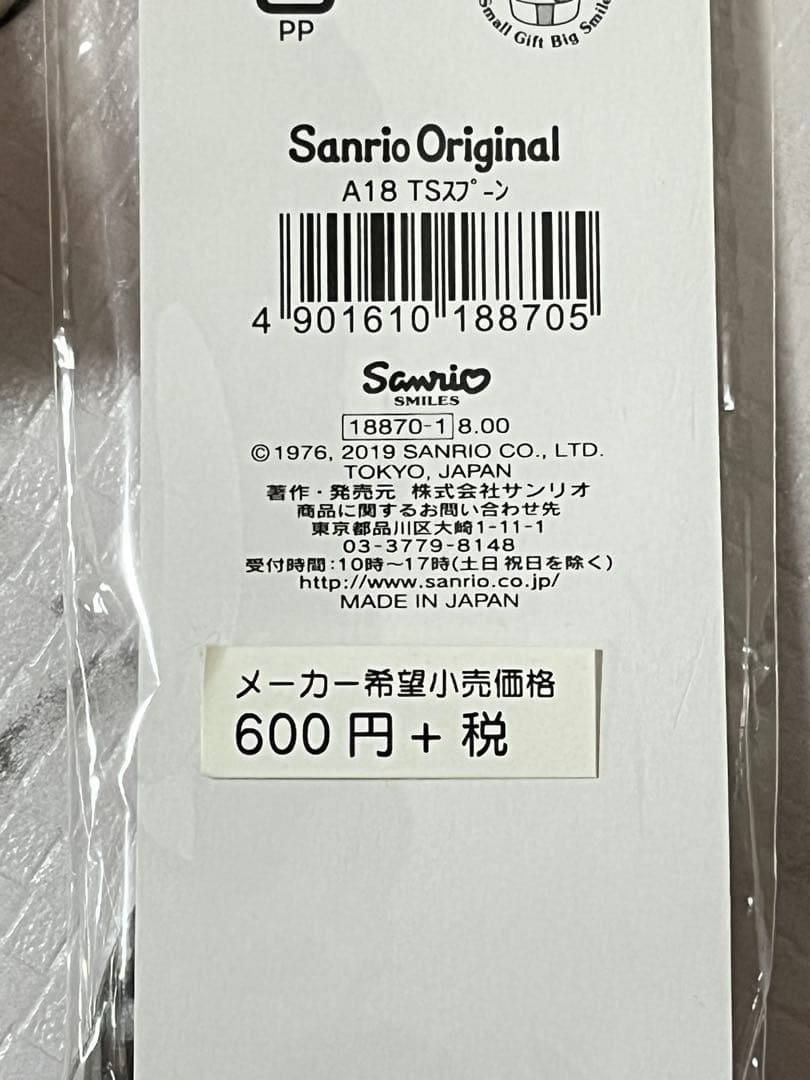 PP
Small Gift Big Smile
Sanrio Original
A18 TSｽﾌﾟｰﾝ
4 901610 188705
Sanrio
SMILES
18870-1 8.00
©1976, 2019 SANRIO CO., LTD.
TOKYO, JAPAN
著作・発売元 株式会社サンリオ
商品に関するお問い合わせ先
東京都品川区大崎1-11-1
03-3779-8148
受付時間:10時～17時(土日 祝日を除く)
http://www.sanrio.co.jp/
MADE IN JAPAN
メーカー希望小売価格
600 円 + 税